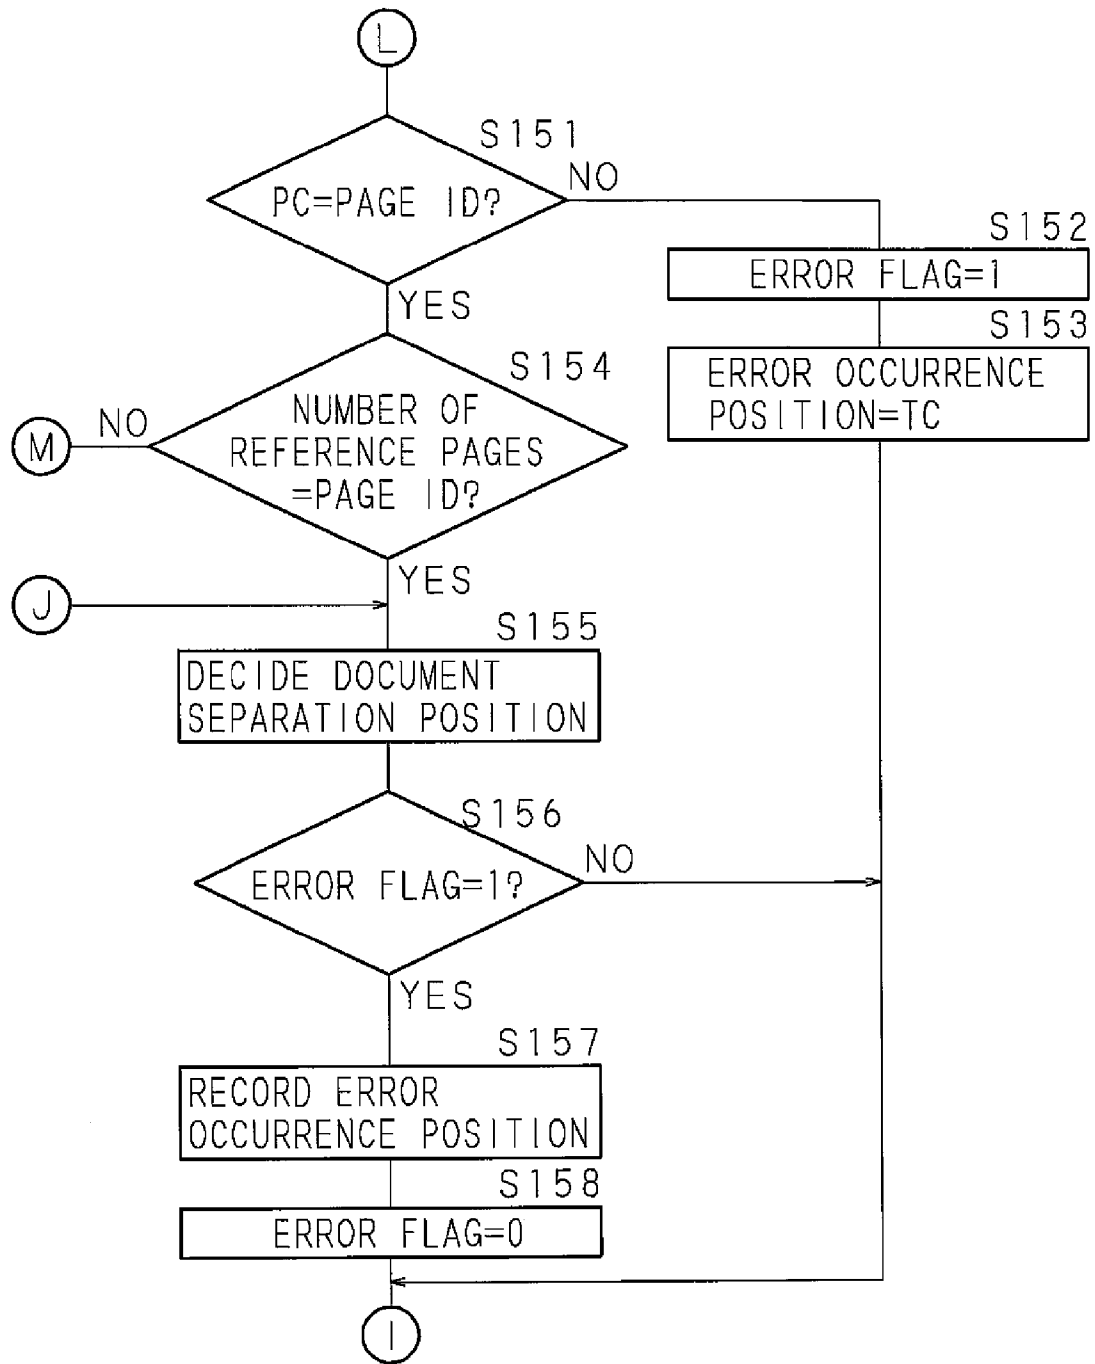 L
S151
PC=PAGE ID?
NO
S152
ERROR FLAG=1
YES
S153
ERROR OCCURRENCE
POSITION=TC
S154
NUMBER OF
REFERENCE PAGES
=PAGE ID?
NO
M
YES
J
S155
DECIDE DOCUMENT
SEPARATION POSITION
S156
ERROR FLAG=1?
NO
YES
S157
RECORD ERROR
OCCURRENCE POSITION
S158
ERROR FLAG=0
I